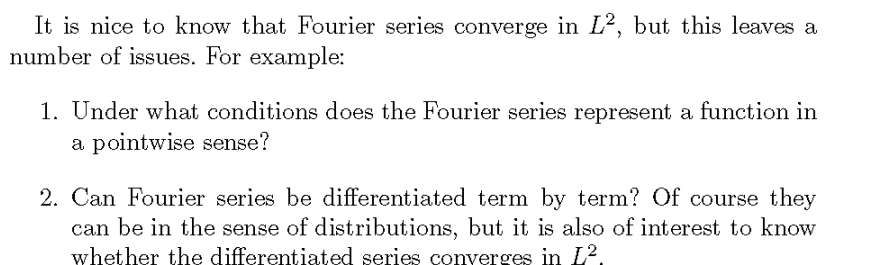 It is nice to know that Fourier series converge in L², but this leaves a
number of issues. For example:
1. Under what conditions does the Fourier series represent a function in
a pointwise sense?
2. Can Fourier series be differentiated term by term? Of course they
can be in the sense of distributions, but it is also of interest to know
whether the differentiated series converges in L².